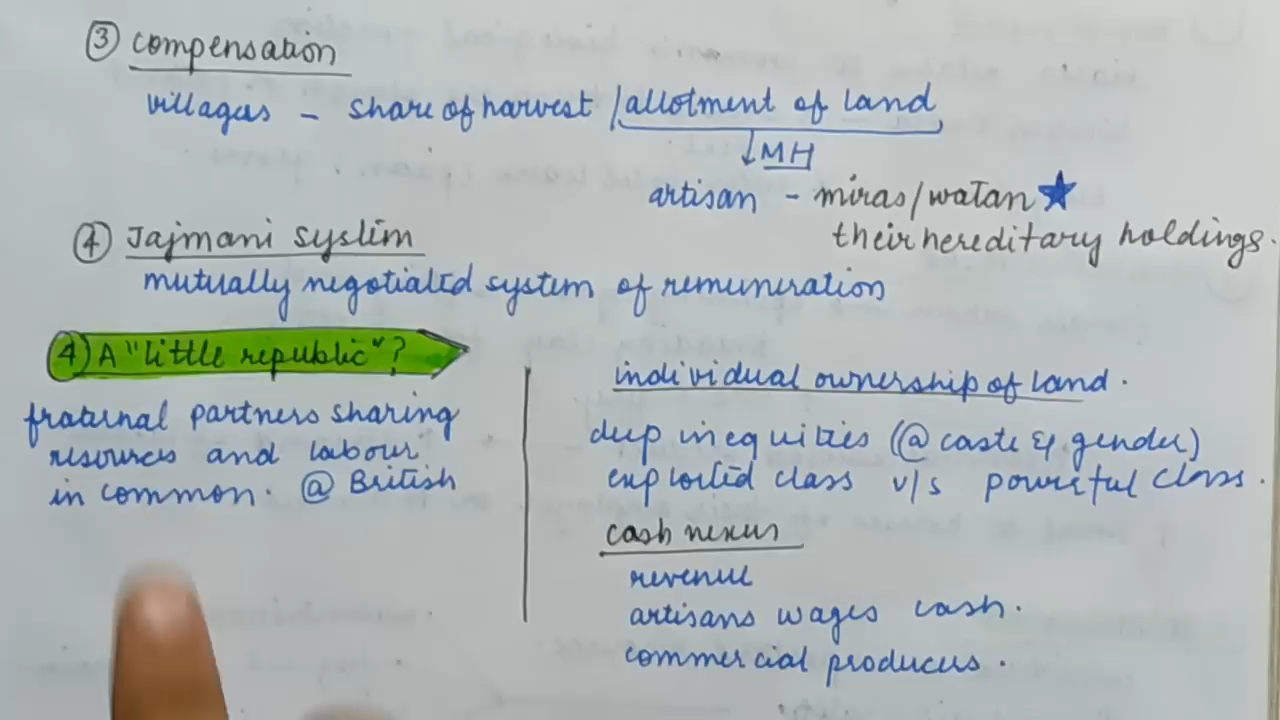 ③ compensation
villages - share of harvest / allotment of land
↓ MH
artisan - miras/watan ★
their hereditary holdings.
④ Jajmani system
mutually negotiated system of remuneration
4) A "little republic"?
fraternal partners sharing
resources and labour
in common. @ British
individual ownership of land.
deep inequities (@ caste & gender)
exploited class v/s powerful class.
cash nexus
revenue
artisans wages cash.
commercial producers.